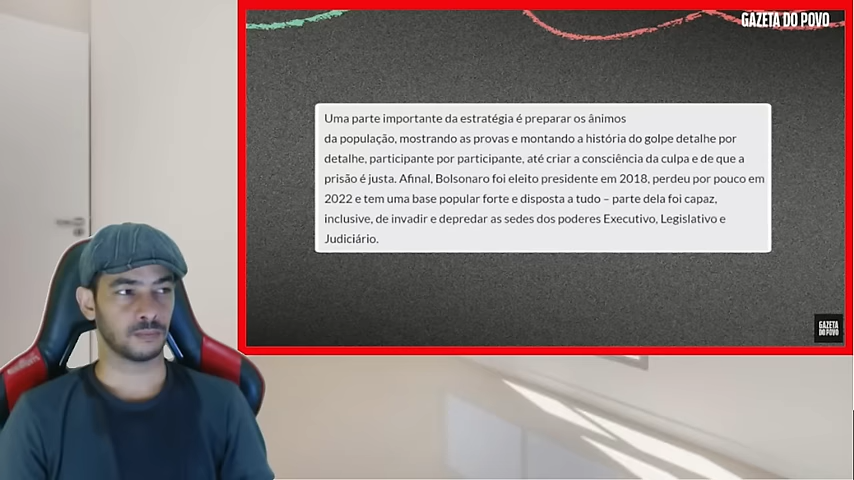 GAZETA DO POVO
Uma parte importante da estratégia é preparar os ânimos
da população, mostrando as provas e montando a história do golpe detalhe por
detalhe, participante por participante, até criar a consciência da culpa e de que a
prisão é justa. Afinal, Bolsonaro foi eleito presidente em 2018, perdeu por pouco em
2022 e tem uma base popular forte e disposta a tudo – parte dela foi capaz,
inclusive, de invadir e depredar as sedes dos poderes Executivo, Legislativo e
Judiciário.
GAZETA
DO POVO